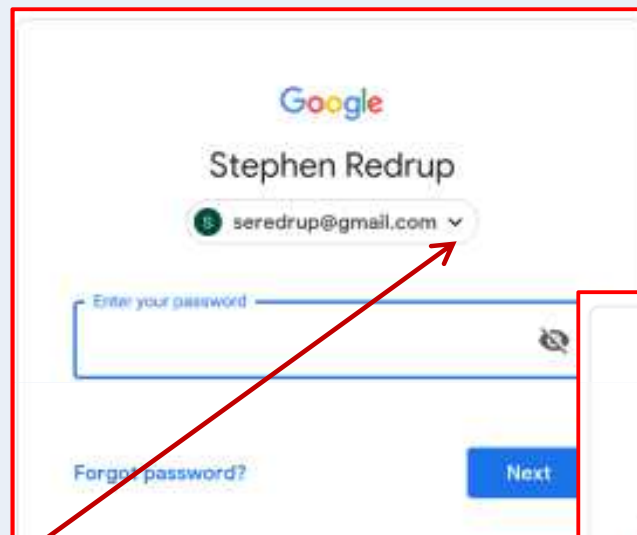 Google
Stephen Redrup
S seredrup@gmail.com
Enter your password
Forgot password?
Next